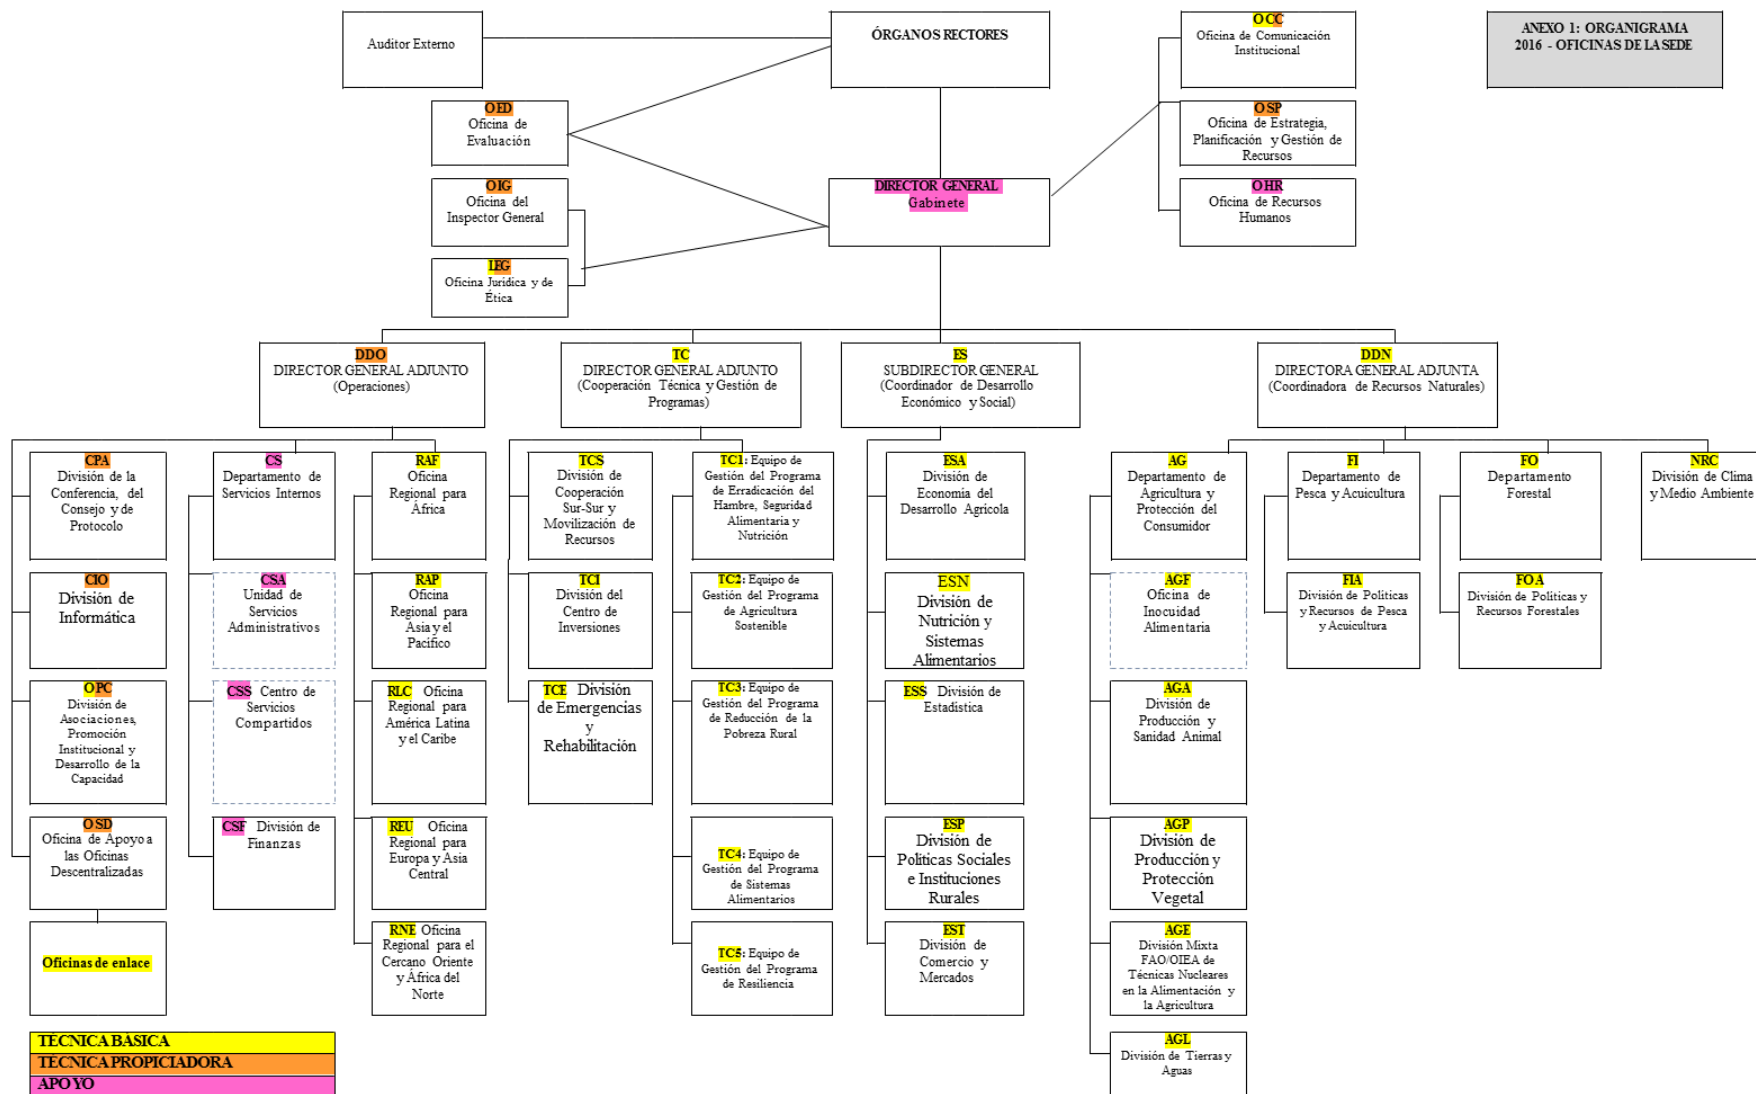 Auditor Externo
ÓRGANOS RECTORES
OCC
Oficina de Comunicación
Institucional
ANEXO 1: ORGANIGRAMA
2016 - OFICINAS DE LA SEDE
OED
Oficina de
Evaluación
OSP
Oficina de Estrategia,
Planificación y Gestión de
Recursos
OIG
Oficina del
Inspector General
DIRECTOR GENERAL
Gabinete
OHR
Oficina de Recursos
Humanos
LEG
Oficina Jurídica y de
Ética
DDO
DIRECTOR GENERAL ADJUNTO
(Operaciones)
TC
DIRECTOR GENERAL ADJUNTO
(Cooperación Técnica y Gestión de
Programas)
ES
SUBDIRECTOR GENERAL
(Coordinador de Desarrollo
Económico y Social)
DDN
DIRECTORA GENERAL ADJUNTA
(Coordinadora de Recursos Naturales)
CPA
División de la
Conferencia, del
Consejo y de
Protocolo
CS
Departamento de
Servicios Internos
RAF
Oficina
Regional para
África
TCS
División de
Cooperación
Sur-Sur y
Movilización de
Recursos
TC1: Equipo de
Gestión del Programa
de Erradicación del
Hambre, Seguridad
Alimentaria y
Nutrición
ESA
División de
Economía del
Desarrollo Agrícola
AG
Departamento de
Agricultura y
Protección del
Consumidor
FI
Departamento de
Pesca y Acuicultura
FO
Departamento
Forestal
NRC
División de Clima
y Medio Ambiente
CIO
División de
Informática
CSA
Unidad de
Servicios
Administrativos
RAP
Oficina
Regional para
Asia y el
Pacífico
TCI
División del
Centro de
Inversiones
TC2: Equipo de
Gestión del Programa
de Agricultura
Sostenible
ESN
División de
Nutrición y
Sistemas
Alimentarios
AGF
Oficina de
Inocuidad
Alimentaria
FIA
División de Políticas
y Recursos de Pesca
y Acuicultura
FOA
División de Políticas y
Recursos Forestales
OPC
División de
Asociaciones,
Promoción
Institucional y
Desarrollo de la
Capacidad
CSS Centro de
Servicios
Compartidos
RLC Oficina
Regional para
América Latina
y el Caribe
TCE División
de Emergencias
y
Rehabilitación
TC3: Equipo de
Gestión del Programa
de Reducción de la
Pobreza Rural
ESS División de
Estadística
AGA
División de
Producción y
Sanidad Animal
OSD
Oficina de Apoyo a
las Oficinas
Descentralizadas
CSF División de
Finanzas
REU Oficina
Regional para
Europa y Asia
Central
TC4: Equipo de
Gestión del Programa
de Sistemas
Alimentarios
ESP
División de
Políticas Sociales
e Instituciones
Rurales
AGP
División de
Producción y
Protección
Vegetal
Oficinas de enlace
RNE Oficina
Regional para el
Cercano Oriente
y África del
Norte
TC5: Equipo de
Gestión del Programa
de Resiliencia
EST
División de
Comercio y
Mercados
AGE
División Mixta
FAO/OIEA de
Técnicas Nucleares
en la Alimentación y
la Agricultura
AGL
División de Tierras y
Aguas
TÉCNICA BÁSICA
TÉCNICA PROPICIADORA
APOYO